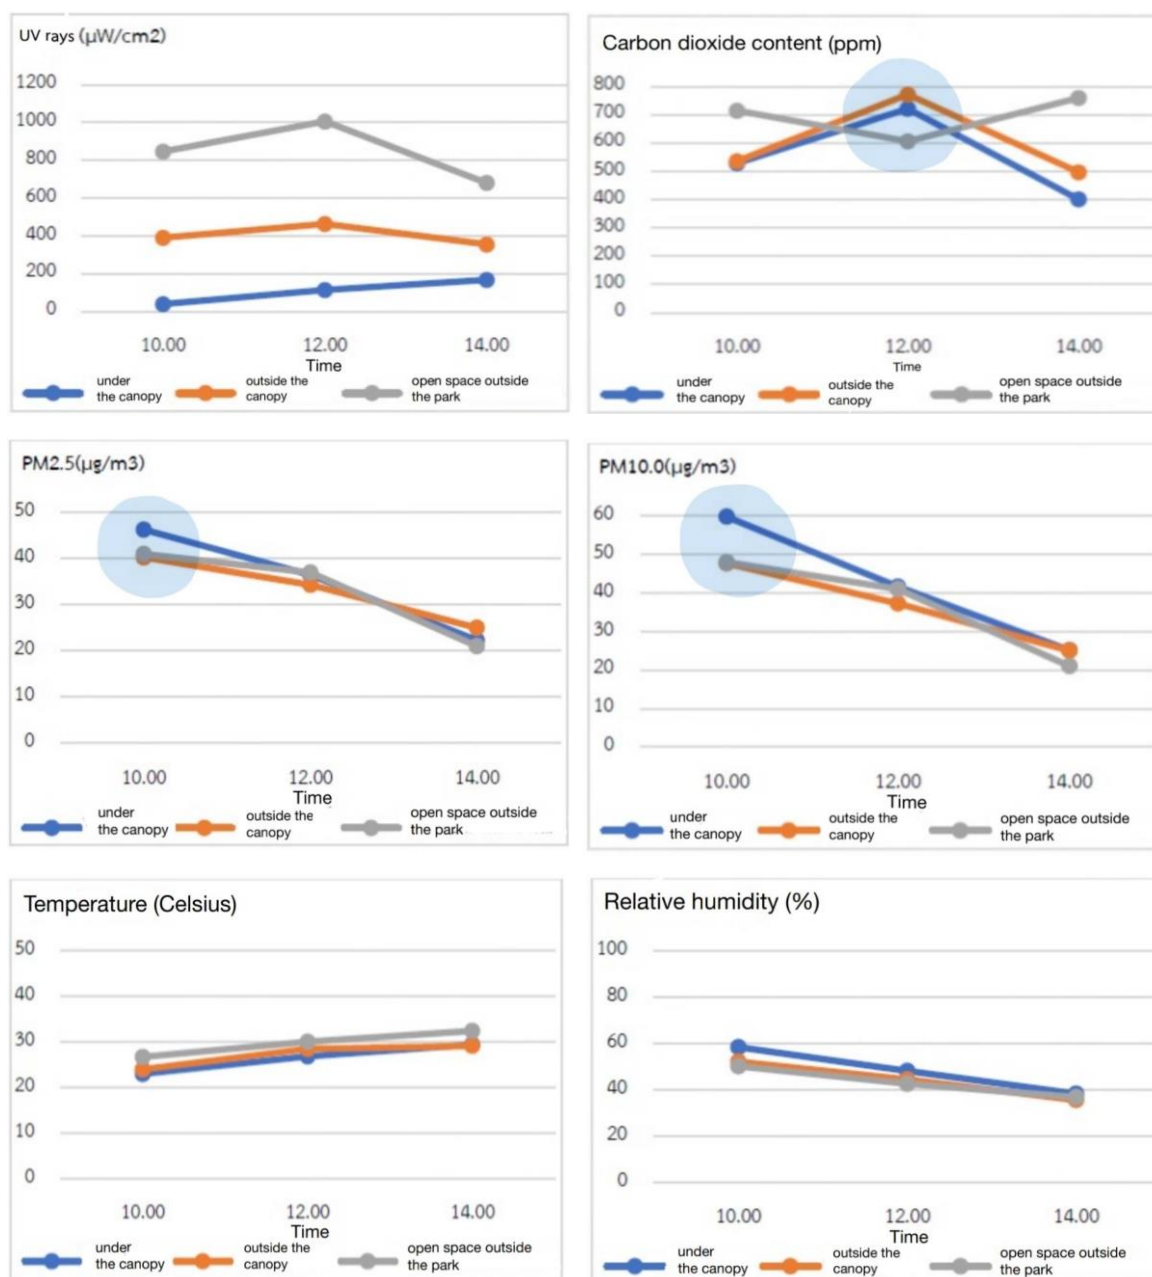 UV rays (μW/cm2)
1200
1000
800
600
400
200
0
10.00 12.00 14.00
Time
under the canopy
outside the canopy
open space outside the park
Carbon dioxide content (ppm)
800
700
600
500
400
300
200
100
0
10.00 12.00 14.00
Time
under the canopy
outside the canopy
open space outside the park
PM2.5(μg/m3)
50
40
30
20
10
0
10.00 12.00 14.00
Time
under the canopy
outside the canopy
open space outside the park
PM10.0(μg/m3)
60
50
40
30
20
10
0
10.00 12.00 14.00
Time
under the canopy
outside the canopy
open space outside the park
Temperature (Celsius)
50
40
30
20
10
0
10.00 12.00 14.00
Time
under the canopy
outside the canopy
open space outside the park
Relative humidity (%)
100
80
60
40
20
0
10.00 12.00 14.00
Time
under the canopy
outside the canopy
open space outside the park